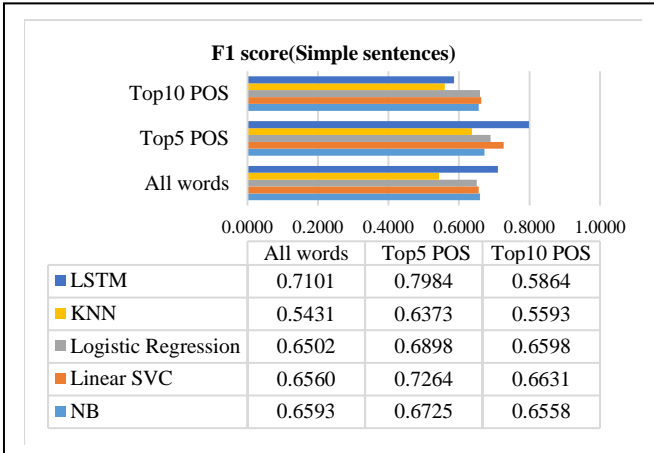 F1 score(Simple sentences)
Top10 POS
Top5 POS
All words
0.0000 0.2000 0.4000 0.6000 0.8000 1.0000
All words Top5 POS Top10 POS
LSTM 0.7101 0.7984 0.5864
KNN 0.5431 0.6373 0.5593
Logistic Regression 0.6502 0.6898 0.6598
Linear SVC 0.6560 0.7264 0.6631
NB 0.6593 0.6725 0.6558